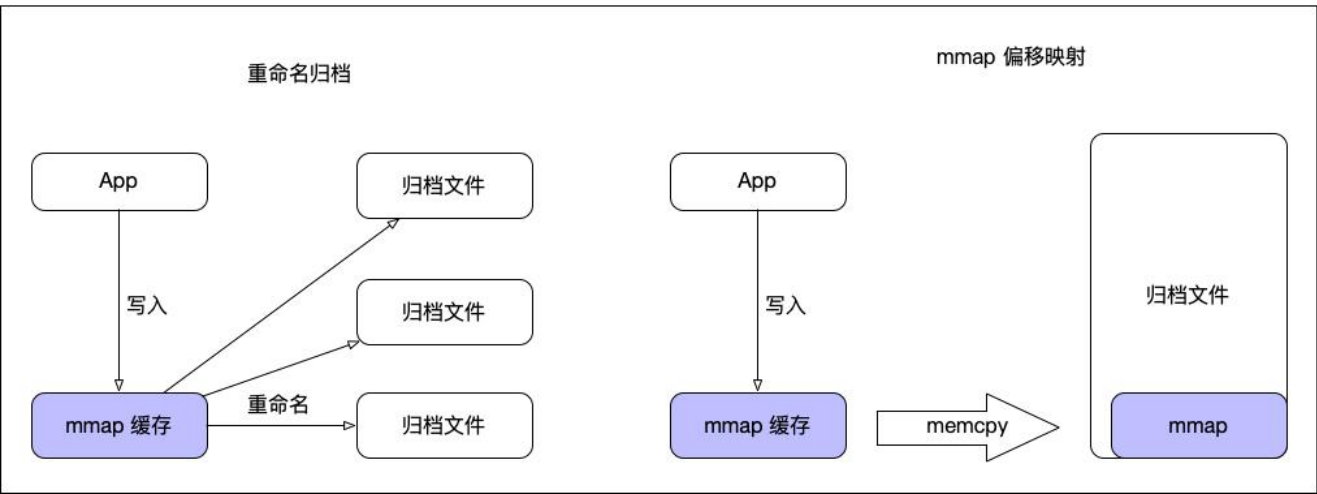 重命名归档
App
归档文件
写入
归档文件
mmap 缓存
重命名
归档文件
mmap 偏移映射
App
写入
归档文件
mmap 缓存
memcpy
mmap